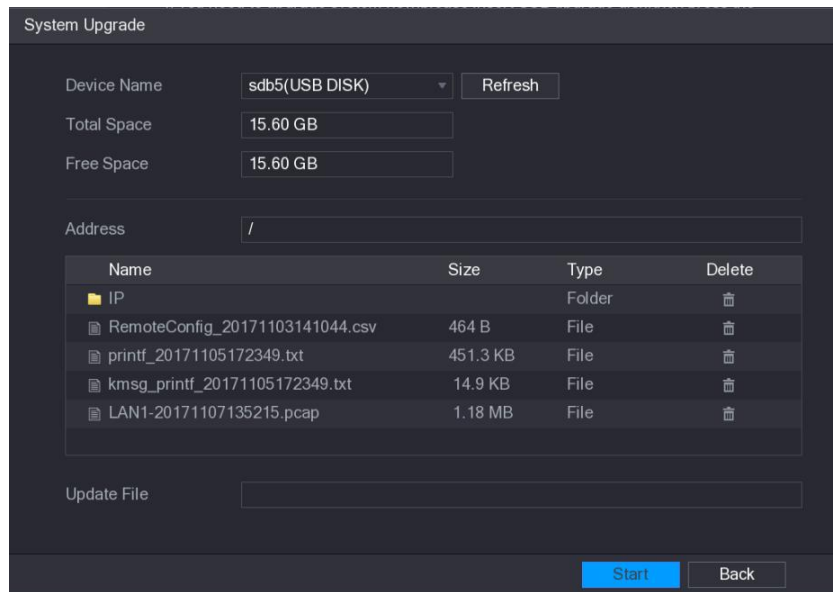 System Upgrade
Device Name sdb5(USB DISK) Refresh
Total Space 15.60 GB
Free Space 15.60 GB
Address /
Name Size Type Delete
IP Folder
RemoteConfig_20171103141044.csv 464 B File
printf_20171105172349.txt 451.3 KB File
kmsg_printf_20171105172349.txt 14.9 KB File
LAN1-20171107135215.pcap 1.18 MB File
Update File
Start Back